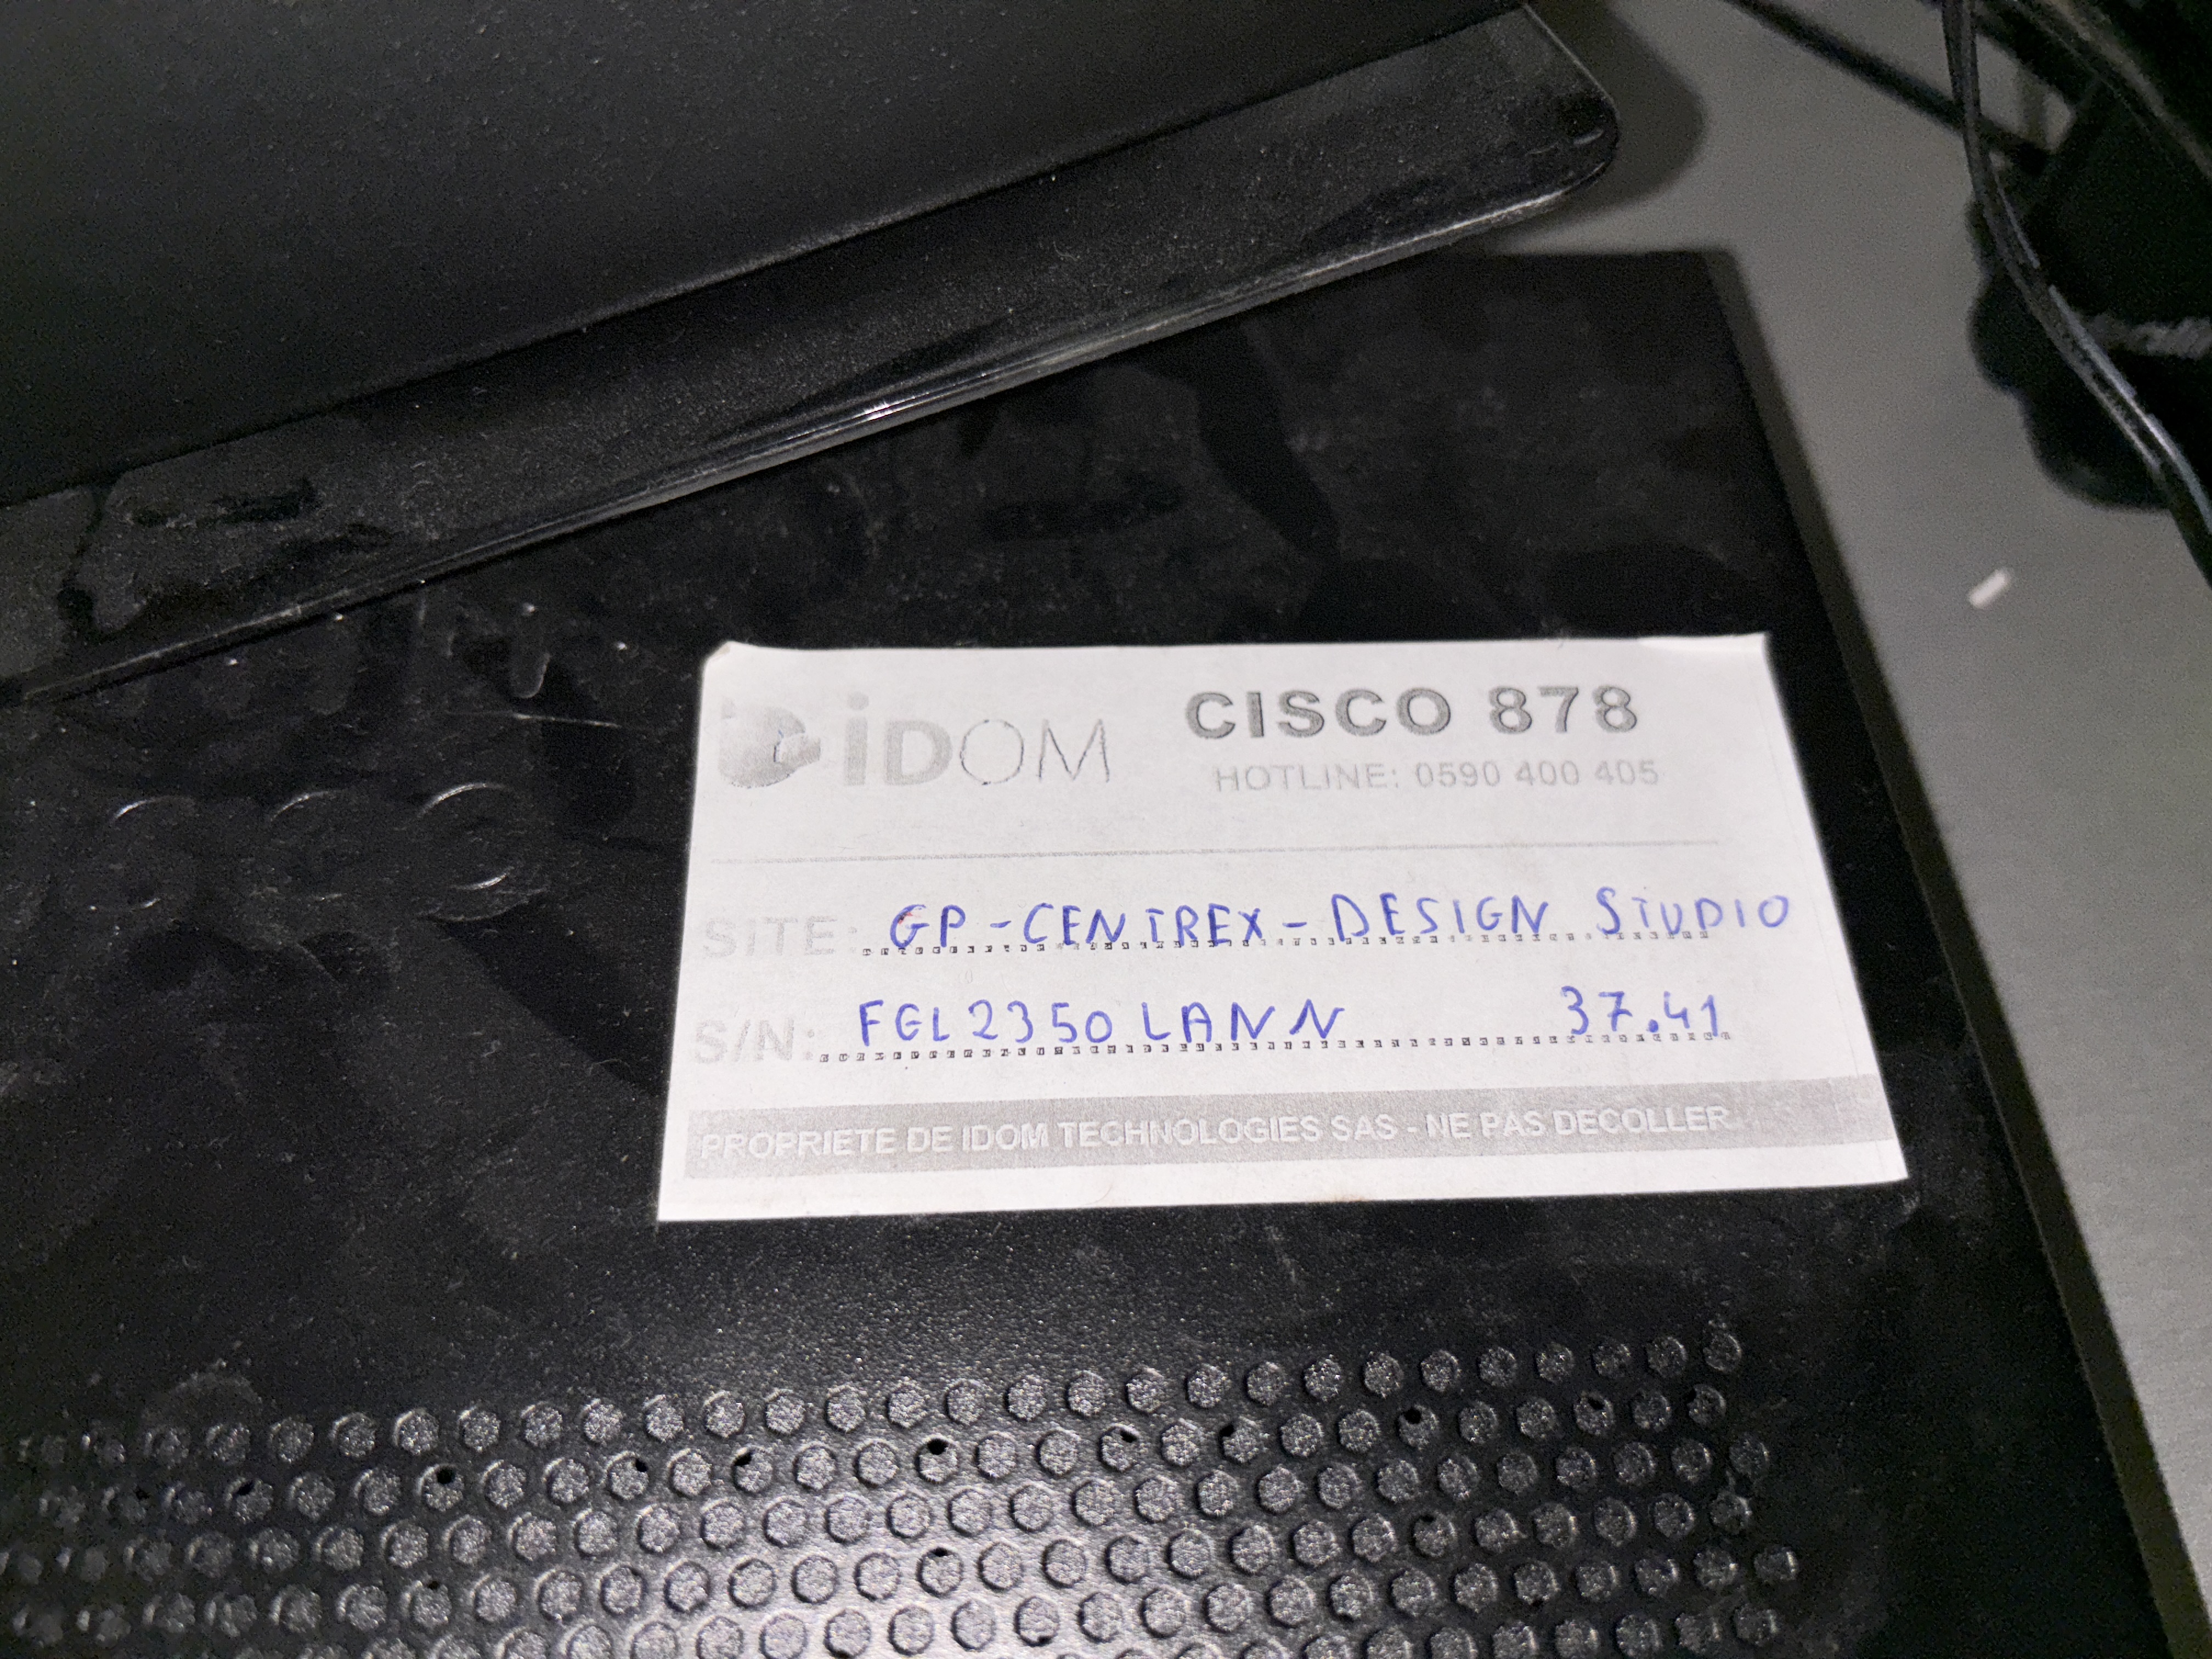 iDOM
CISCO 878
HOTLINE: 0590 400 405
SITE: GP-CENTREX-DESIGN STUDIO
S/N: FGL2350LANN 37.41
PROPRIETE DE IDOM TECHNOLOGIES SAS - NE PAS DECOLLER